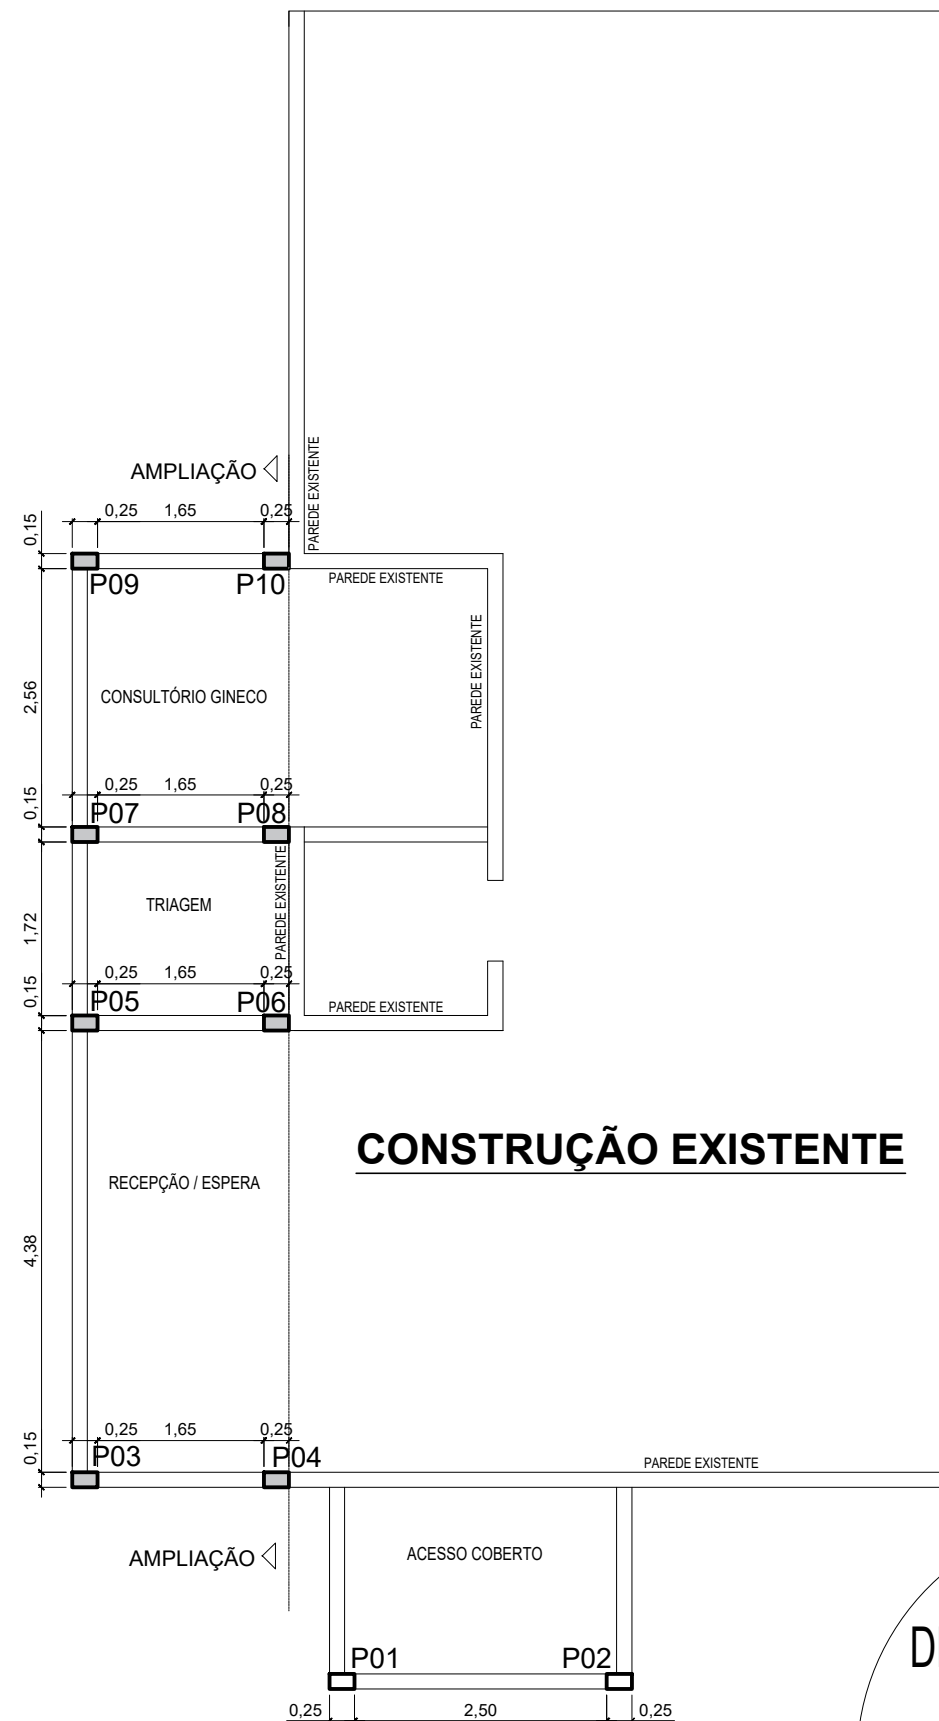 PAREDE EXISTENTE
AMPLIAÇÃO
0,25 1,65 0,25
0,15
P09 P10
PAREDE EXISTENTE
PAREDE EXISTENTE
2,56
CONSULTÓRIO GINECO
0,25 1,65 0,25
0,15
P07 P08
PAREDE EXISTENTE
TRIAGEM
1,72
0,25 1,65 0,25
0,15
P05 P06
PAREDE EXISTENTE
CONSTRUÇÃO EXISTENTE
RECEPÇÃO / ESPERA
4,38
0,25 1,65 0,25
0,15
P03 P04
PAREDE EXISTENTE
AMPLIAÇÃO
ACESSO COBERTO
P01 P02
0,25 2,50 0,25